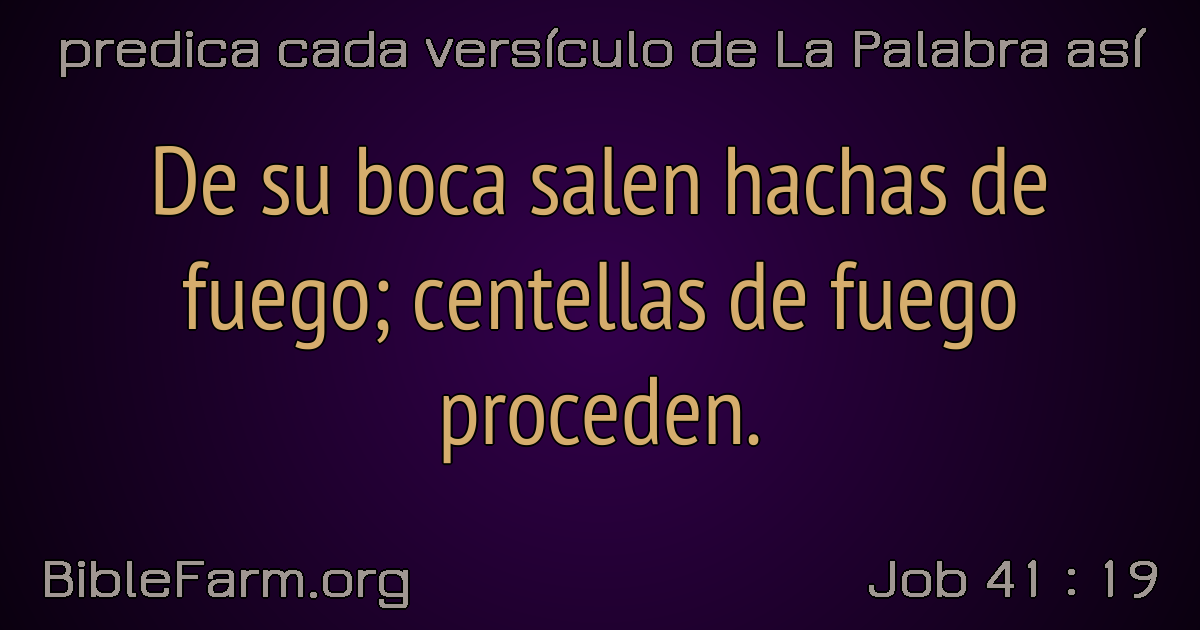 predica cada versículo de La Palabra así
De su boca salen hachas de
fuego; centellas de fuego
proceden.
BibleFarm.org
Job 41 : 19